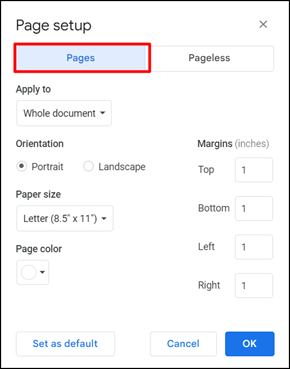 Page setup
Pages
Pageless
Apply to
Whole document
Orientation
Portrait
Landscape
Paper size
Letter (8.5" x 11")
Page color
Margins (inches)
Top 1
Bottom 1
Left 1
Right 1
Set as default
Cancel
OK